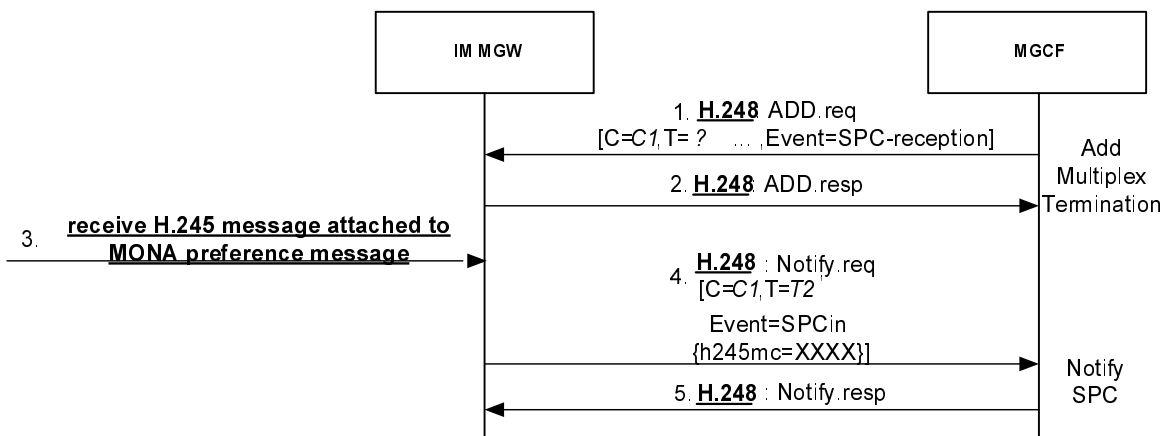 IM MGW
MGCF
1. H.248: ADD.req
[C=C1,T= ? ... ,Event=SPC-reception]
Add
Multiplex
Termination
2. H.248: ADD.resp
3. receive H.245 message attached to
MONA preference message
4. H.248 : Notify.req
[C=C1,T=T2 ,
Event=SPCin
{h245mc=XXXX}]
Notify
SPC
5. H.248 : Notify.resp